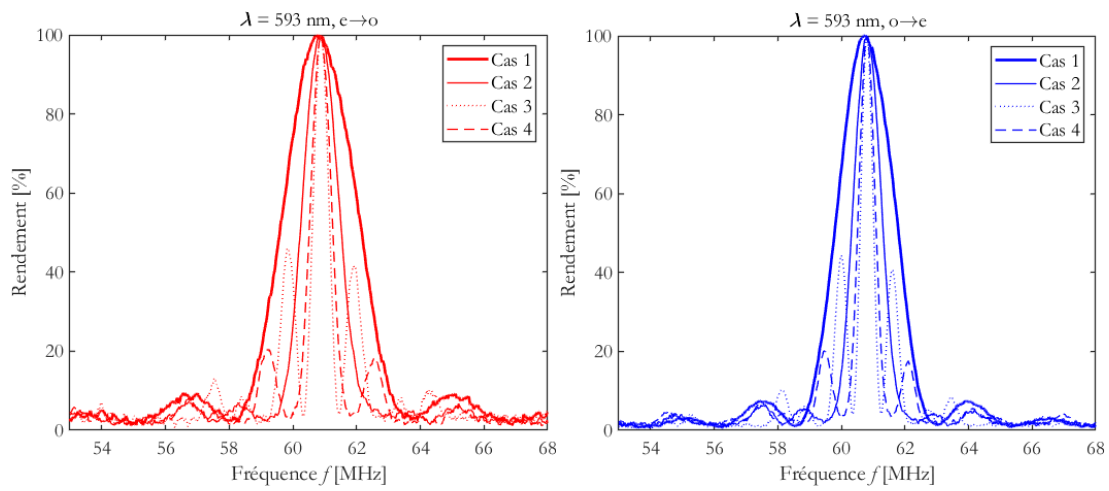 λ = 593 nm, e→o
100
80
60
40
20
0
Rendement [%]
54 56 58 60 62 64 66 68
Fréquence f [MHz]
Cas 1
Cas 2
Cas 3
Cas 4
λ = 593 nm, o→e
100
80
60
40
20
0
Rendement [%]
54 56 58 60 62 64 66 68
Fréquence f [MHz]
Cas 1
Cas 2
Cas 3
Cas 4